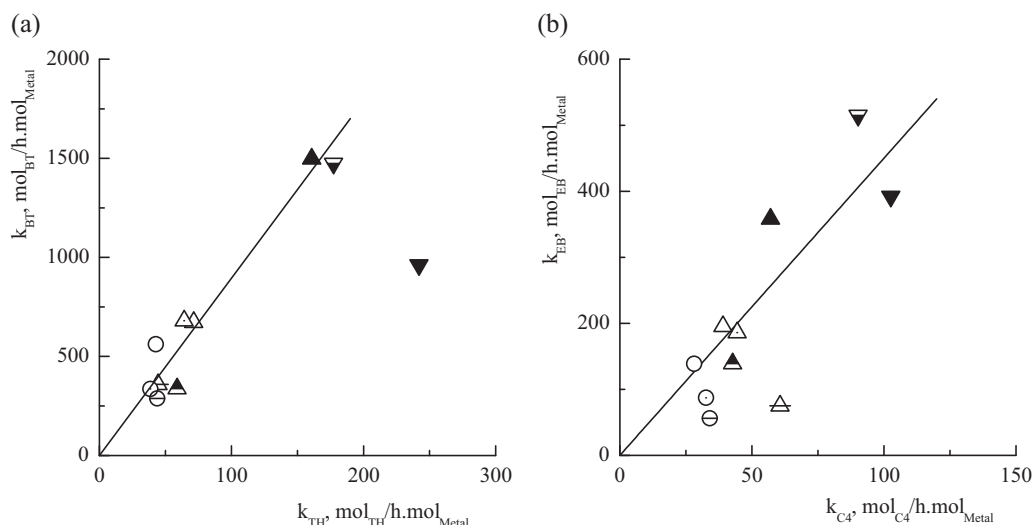 (a)
2000
1500
1000
500
0
k_BT, mol_BT/h.mol_Metal
0
100
200
300
k_TH, mol_TH/h.mol_Metal
(b)
600
400
200
0
k_EB, mol_EB/h.mol_Metal
0
50
100
150
k_C4, mol_C4/h.mol_Metal